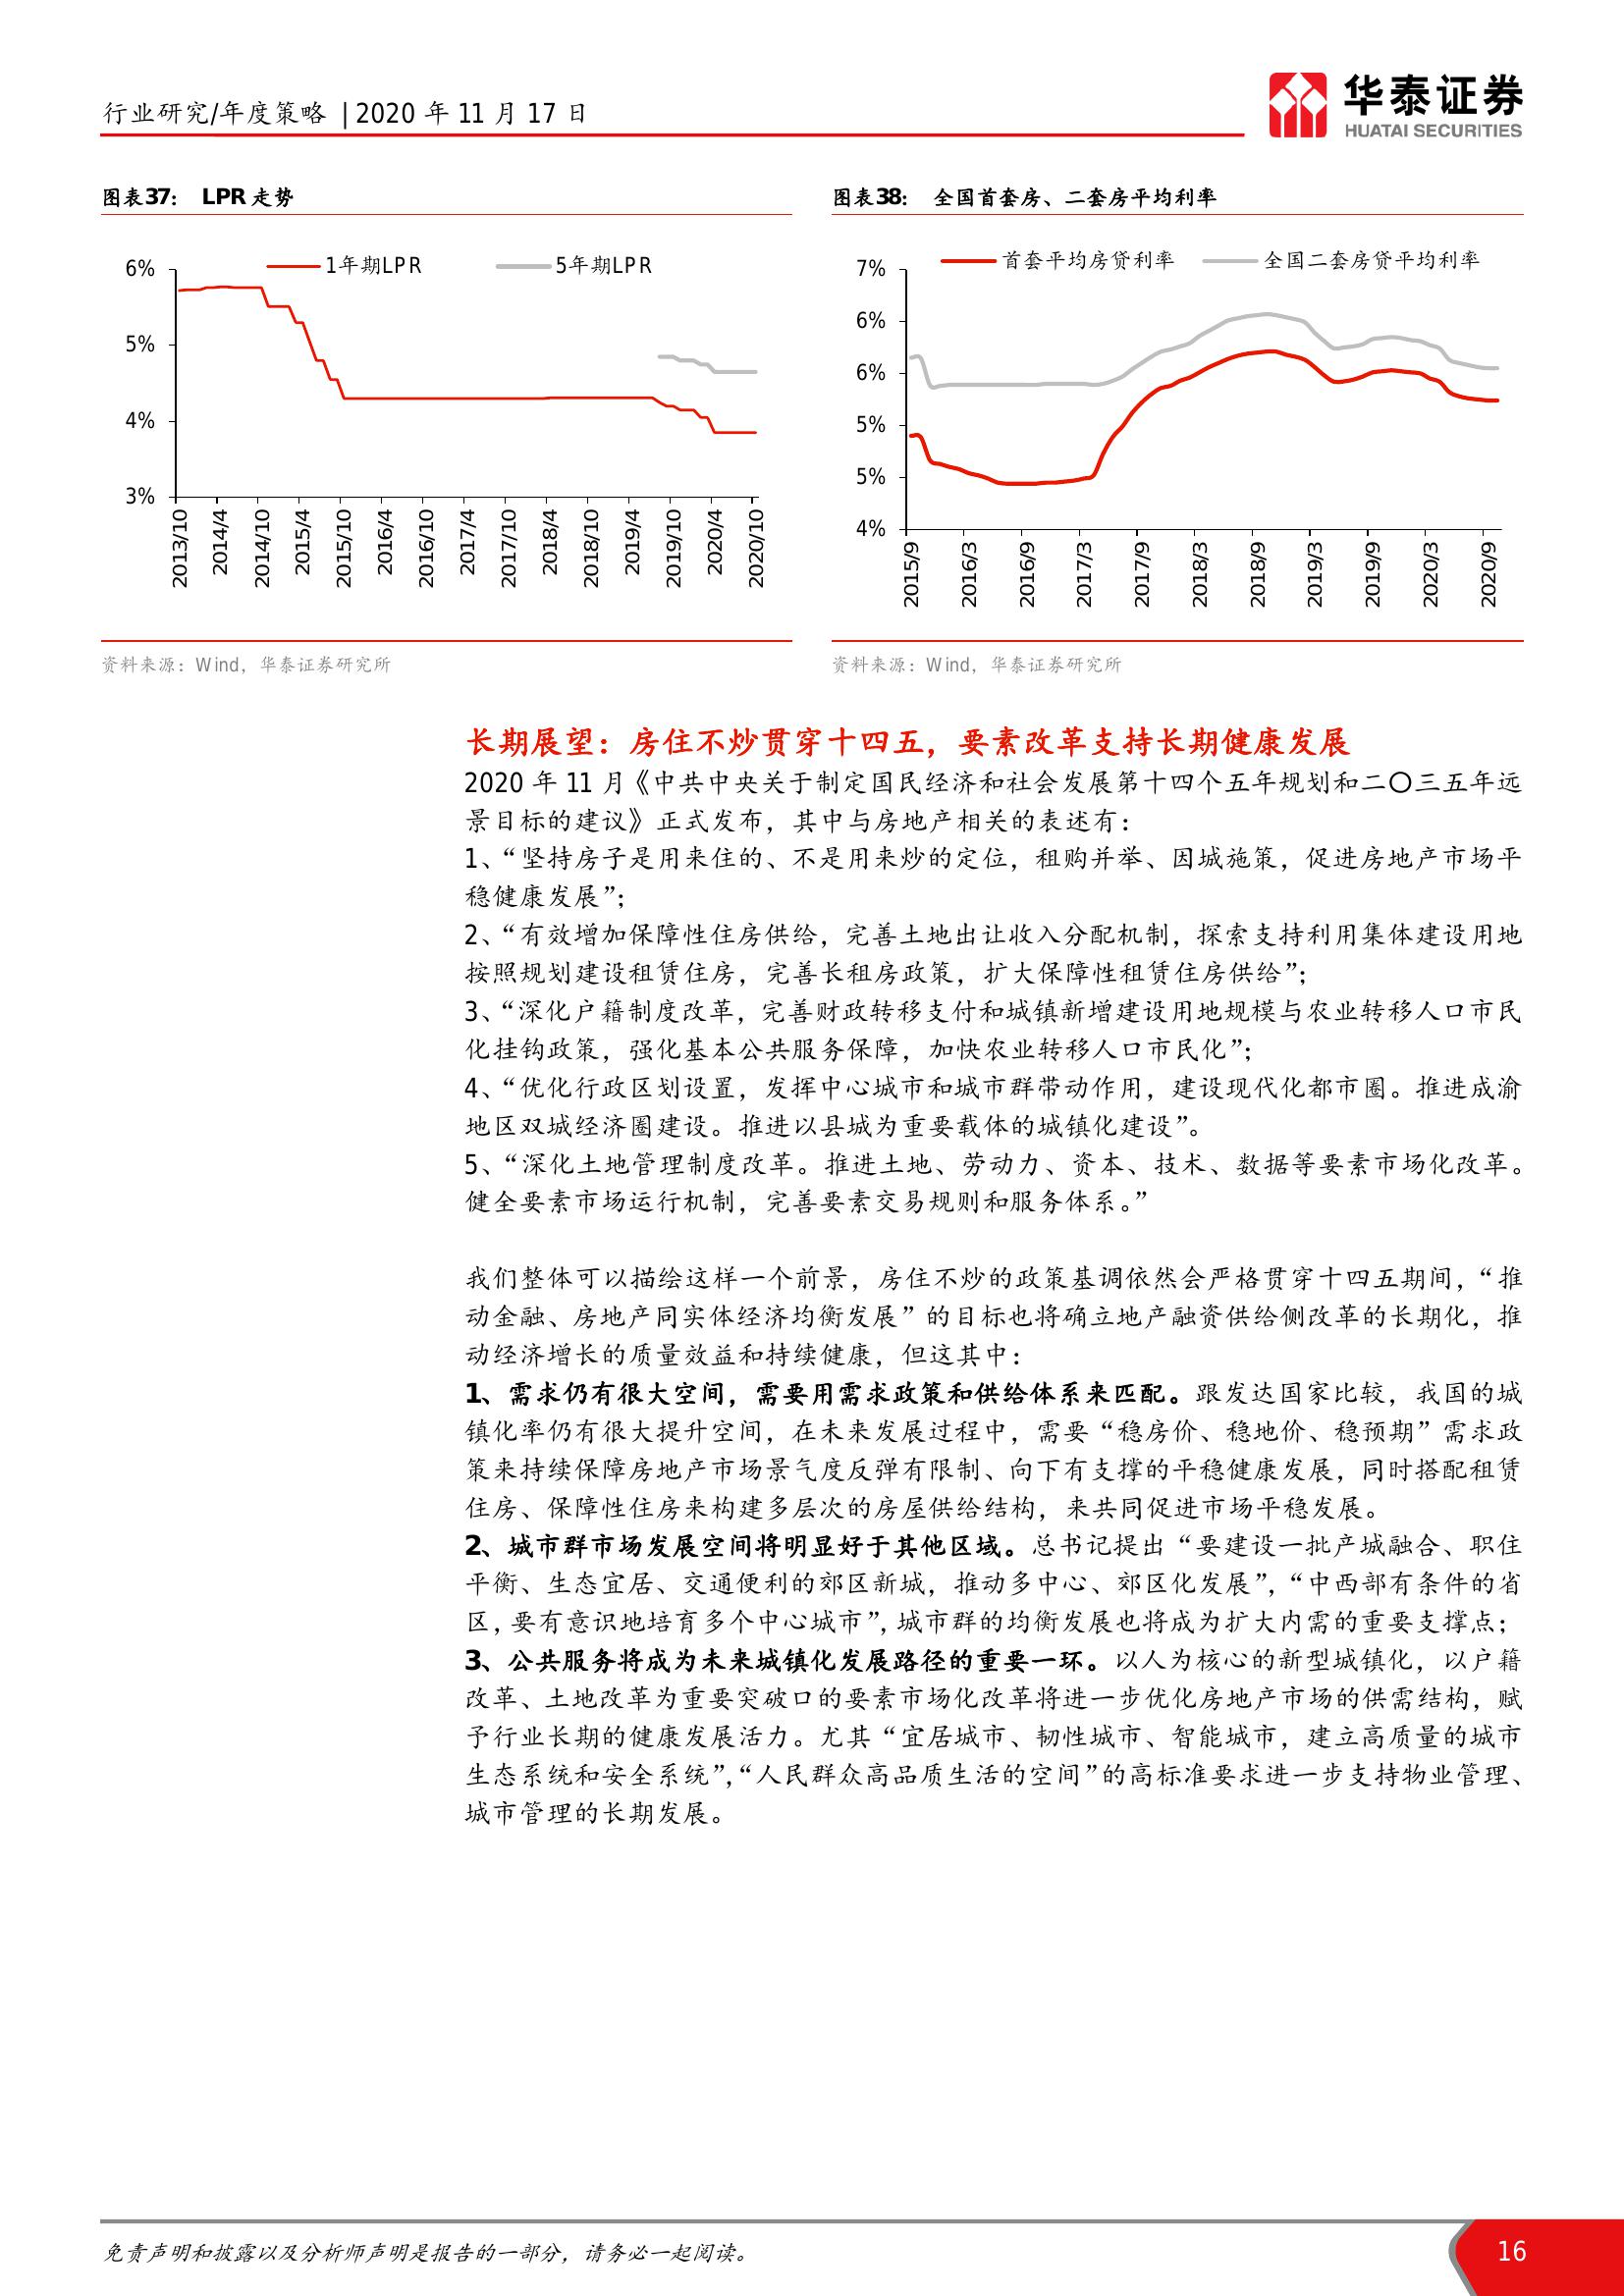 行业研究/年度策略 | 2020 年 11 月 17 日
华泰证券
HUATAI SECURITIES
图表37: LPR 走势
1年期LPR
5年期LPR
6%
5%
4%
3%
2013/10
2014/4
2014/10
2015/4
2015/10
2016/4
2016/10
2017/4
2017/10
2018/4
2018/10
2019/4
2019/10
2020/4
2020/10
资料来源：Wind，华泰证券研究所
图表38: 全国首套房、二套房平均利率
首套平均房贷利率
全国二套房贷平均利率
7%
6%
6%
5%
5%
4%
2015/9
2016/3
2016/9
2017/3
2017/9
2018/3
2018/9
2019/3
2019/9
2020/3
2020/9
资料来源：Wind，华泰证券研究所
长期展望：房住不炒贯穿十四五，要素改革支持长期健康发展
2020 年 11 月《中共中央关于制定国民经济和社会发展第十四个五年规划和二〇三五年远
景目标的建议》正式发布，其中与房地产相关的表述有：
1、“坚持房子是用来住的、不是用来炒的定位，租购并举、因城施策，促进房地产市场平
稳健康发展”；
2、“有效增加保障性住房供给，完善土地出让收入分配机制，探索支持利用集体建设用地
按照规划建设租赁住房，完善长租房政策，扩大保障性租赁住房供给”；
3、“深化户籍制度改革，完善财政转移支付和城镇新增建设用地规模与农业转移人口市民
化挂钩政策，强化基本公共服务保障，加快农业转移人口市民化”；
4、“优化行政区划设置，发挥中心城市和城市群带动作用，建设现代化都市圈。推进成渝
地区双城经济圈建设。推进以县城为重要载体的城镇化建设”。
5、“深化土地管理制度改革。推进土地、劳动力、资本、技术、数据等要素市场化改革。
健全要素市场运行机制，完善要素交易规则和服务体系。”
我们整体可以描绘这样一个前景，房住不炒的政策基调依然会严格贯穿十四五期间，“推
动金融、房地产同实体经济均衡发展”的目标也将确立地产融资供给侧改革的长期化，推
动经济增长的质量效益和持续健康，但这其中：
1、需求仍有很大空间，需要用需求政策和供给体系来匹配。跟发达国家比较，我国的城
镇化率仍有很大提升空间，在未来发展过程中，需要“稳房价、稳地价、稳预期”需求政
策来持续保障房地产市场景气度反弹有限制、向下有支撑的平稳健康发展，同时搭配租赁
住房、保障性住房来构建多层次的房屋供给结构，来共同促进市场平稳发展。
2、城市群市场发展空间将明显好于其他区域。总书记提出“要建设一批产城融合、职住
平衡、生态宜居、交通便利的郊区新城，推动多中心、郊区化发展”，“中西部有条件的省
区，要有意识地培育多个中心城市”，城市群的均衡发展也将成为扩大内需的重要支撑点；
3、公共服务将成为未来城镇化发展路径的重要一环。以人为核心的新型城镇化，以户籍
改革、土地改革为重要突破口的要素市场化改革将进一步优化房地产市场的供需结构，赋
予行业长期的健康发展活力。尤其“宜居城市、韧性城市、智能城市，建立高质量的城市
生态系统和安全系统”，“人民群众高品质生活的空间”的高标准要求进一步支持物业管理、
城市管理的长期发展。
免责声明和披露以及分析师声明是报告的一部分，请务必一起阅读。
16